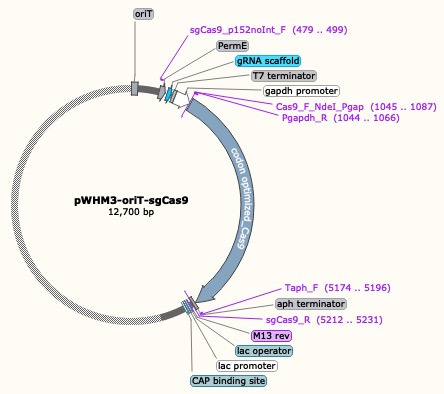 oriT
sgCas9_p152noInt_F (479 .. 499)
PermE
gRNA scaffold
T7 terminator
gapdh promoter
Cas9_F_NdeI_Pgap (1045 .. 1087)
Pgapdh_R (1044 .. 1066)
codon optimized Cas9
pWHM3-oriT-sgCas9
12,700 bp
Taph_F (5174 .. 5196)
aph terminator
sgCas9_R (5212 .. 5231)
M13 rev
lac operator
lac promoter
CAP binding site